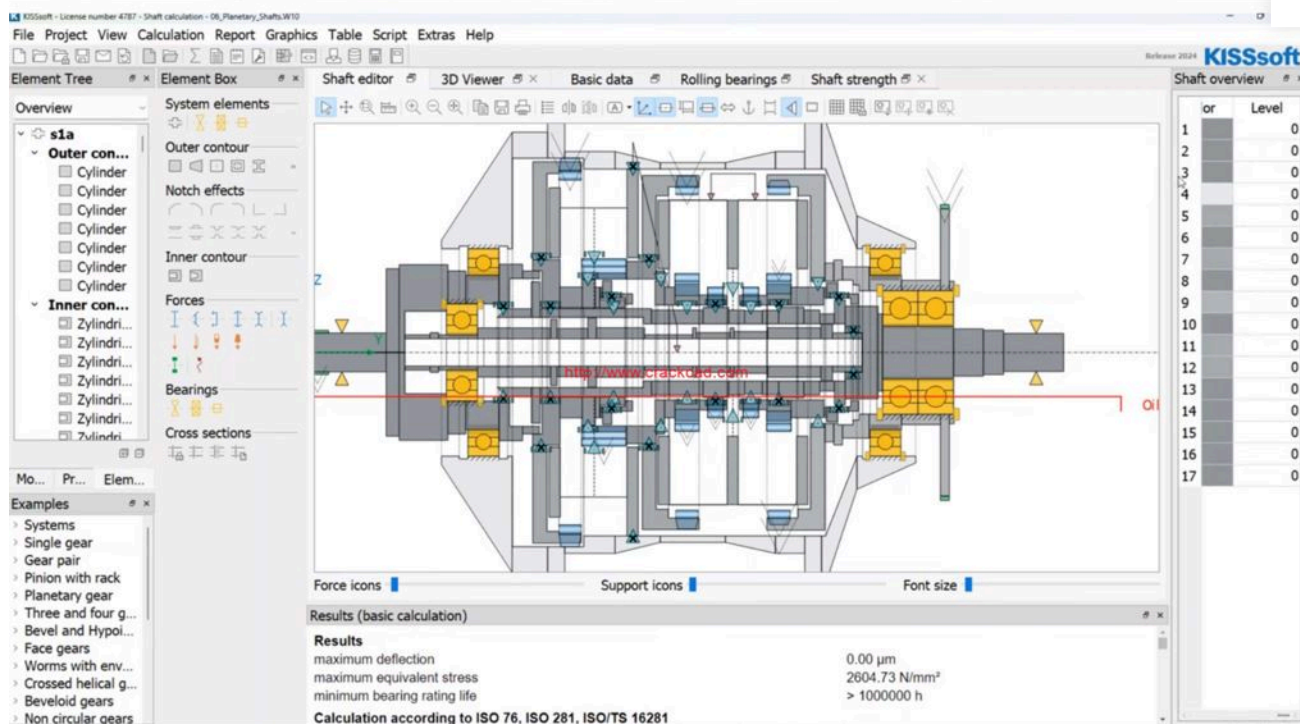 KISSsoft - License number 4787 - Shaft calculation - 06_Planetary_Shafts.W10
File Project View Calculation Report Graphics Table Script Extras Help
Release 2024 KISSsoft
Element Tree
Overview
s1a
Outer con...
Cylinder
Cylinder
Cylinder
Cylinder
Cylinder
Cylinder
Cylinder
Inner con...
Zylindri...
Zylindri...
Zylindri...
Zylindri...
Zylindri...
Zylindri...
Zylindri...
Mo... Pr... Elem...
Examples
Systems
Single gear
Gear pair
Pinion with rack
Planetary gear
Three and four g...
Bevel and Hypoi...
Face gears
Worms with env...
Crossed helical g...
Beveloid gears
Non circular gears
Element Box
System elements
Outer contour
Notch effects
Inner contour
Forces
Bearings
Cross sections
Shaft editor 3D Viewer Basic data Rolling bearings Shaft strength
Z
Y
http://www.crackcad.com
Oil
Force icons Support icons Font size
Results (basic calculation)
Results
maximum deflection 0.00 µm
maximum equivalent stress 2604.73 N/mm²
minimum bearing rating life > 1000000 h
Calculation according to ISO 76, ISO 281, ISO/TS 16281
Shaft overview
or Level
1 0
2 0
3 0
4 0
5 0
6 0
7 0
8 0
9 0
10 0
11 0
12 0
13 0
14 0
15 0
16 0
17 0